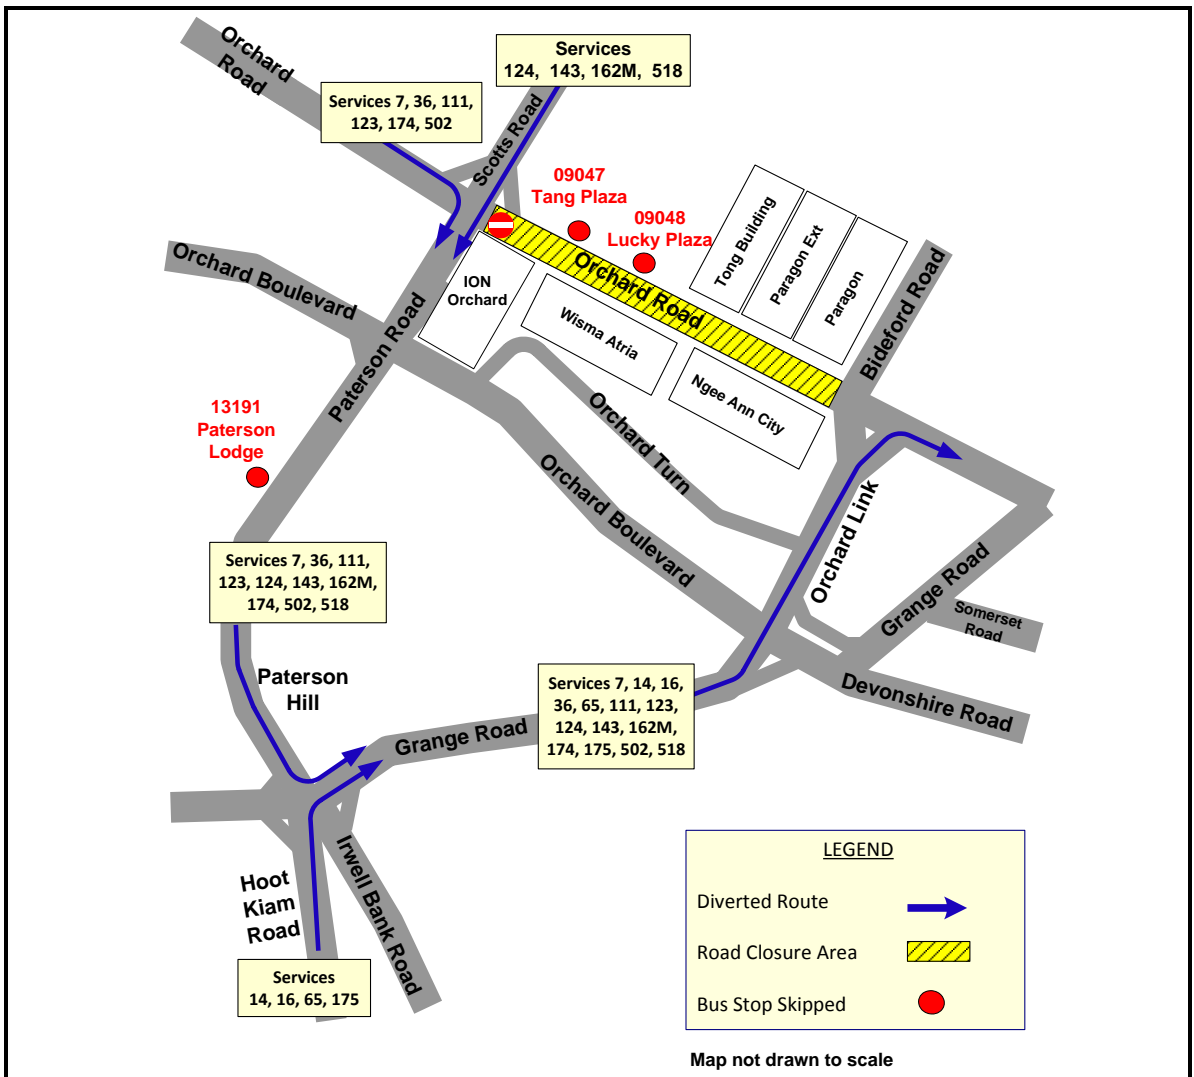 Orchard
Road
Services
124, 143, 162M, 518
Services 7, 36, 111,
123, 174, 502
Scotts Road
09047
Tang Plaza
09048
Lucky Plaza
Tong Building
Paragon Ext
Paragon
Bideford Road
Orchard Road
Orchard Boulevard
ION
Orchard
Wisma Atria
Ngee Ann City
Paterson Road
13191
Paterson
Lodge
Orchard Turn
Orchard Boulevard
Orchard Link
Grange Road
Somerset
Road
Services 7, 36, 111,
123, 124, 143, 162M,
174, 502, 518
Paterson
Hill
Services 7, 14, 16,
36, 65, 111, 123,
124, 143, 162M,
174, 175, 502, 518
Devonshire Road
Grange Road
Hoot
Kiam
Road
Irwell Bank Road
Services
14, 16, 65, 175
LEGEND
Diverted Route
Road Closure Area
Bus Stop Skipped
Map not drawn to scale